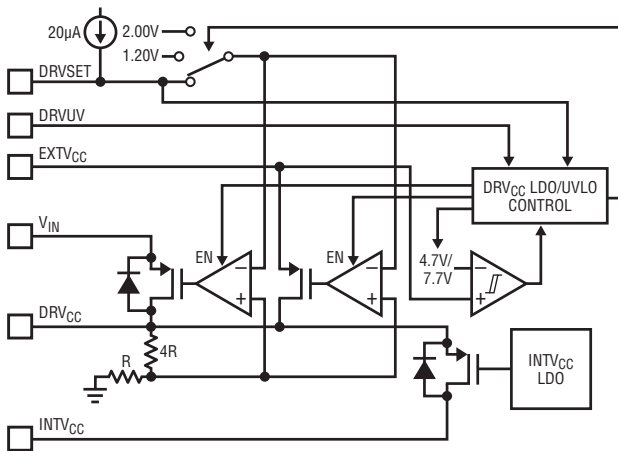 20µA
2.00V
1.20V
DRVSET
DRVUV
EXTVCC
DRVCC LDO/UVLO
CONTROL
VIN
EN
EN
4.7V/
7.7V
DRVCC
R
4R
INTVCC
LDO
INTVCC